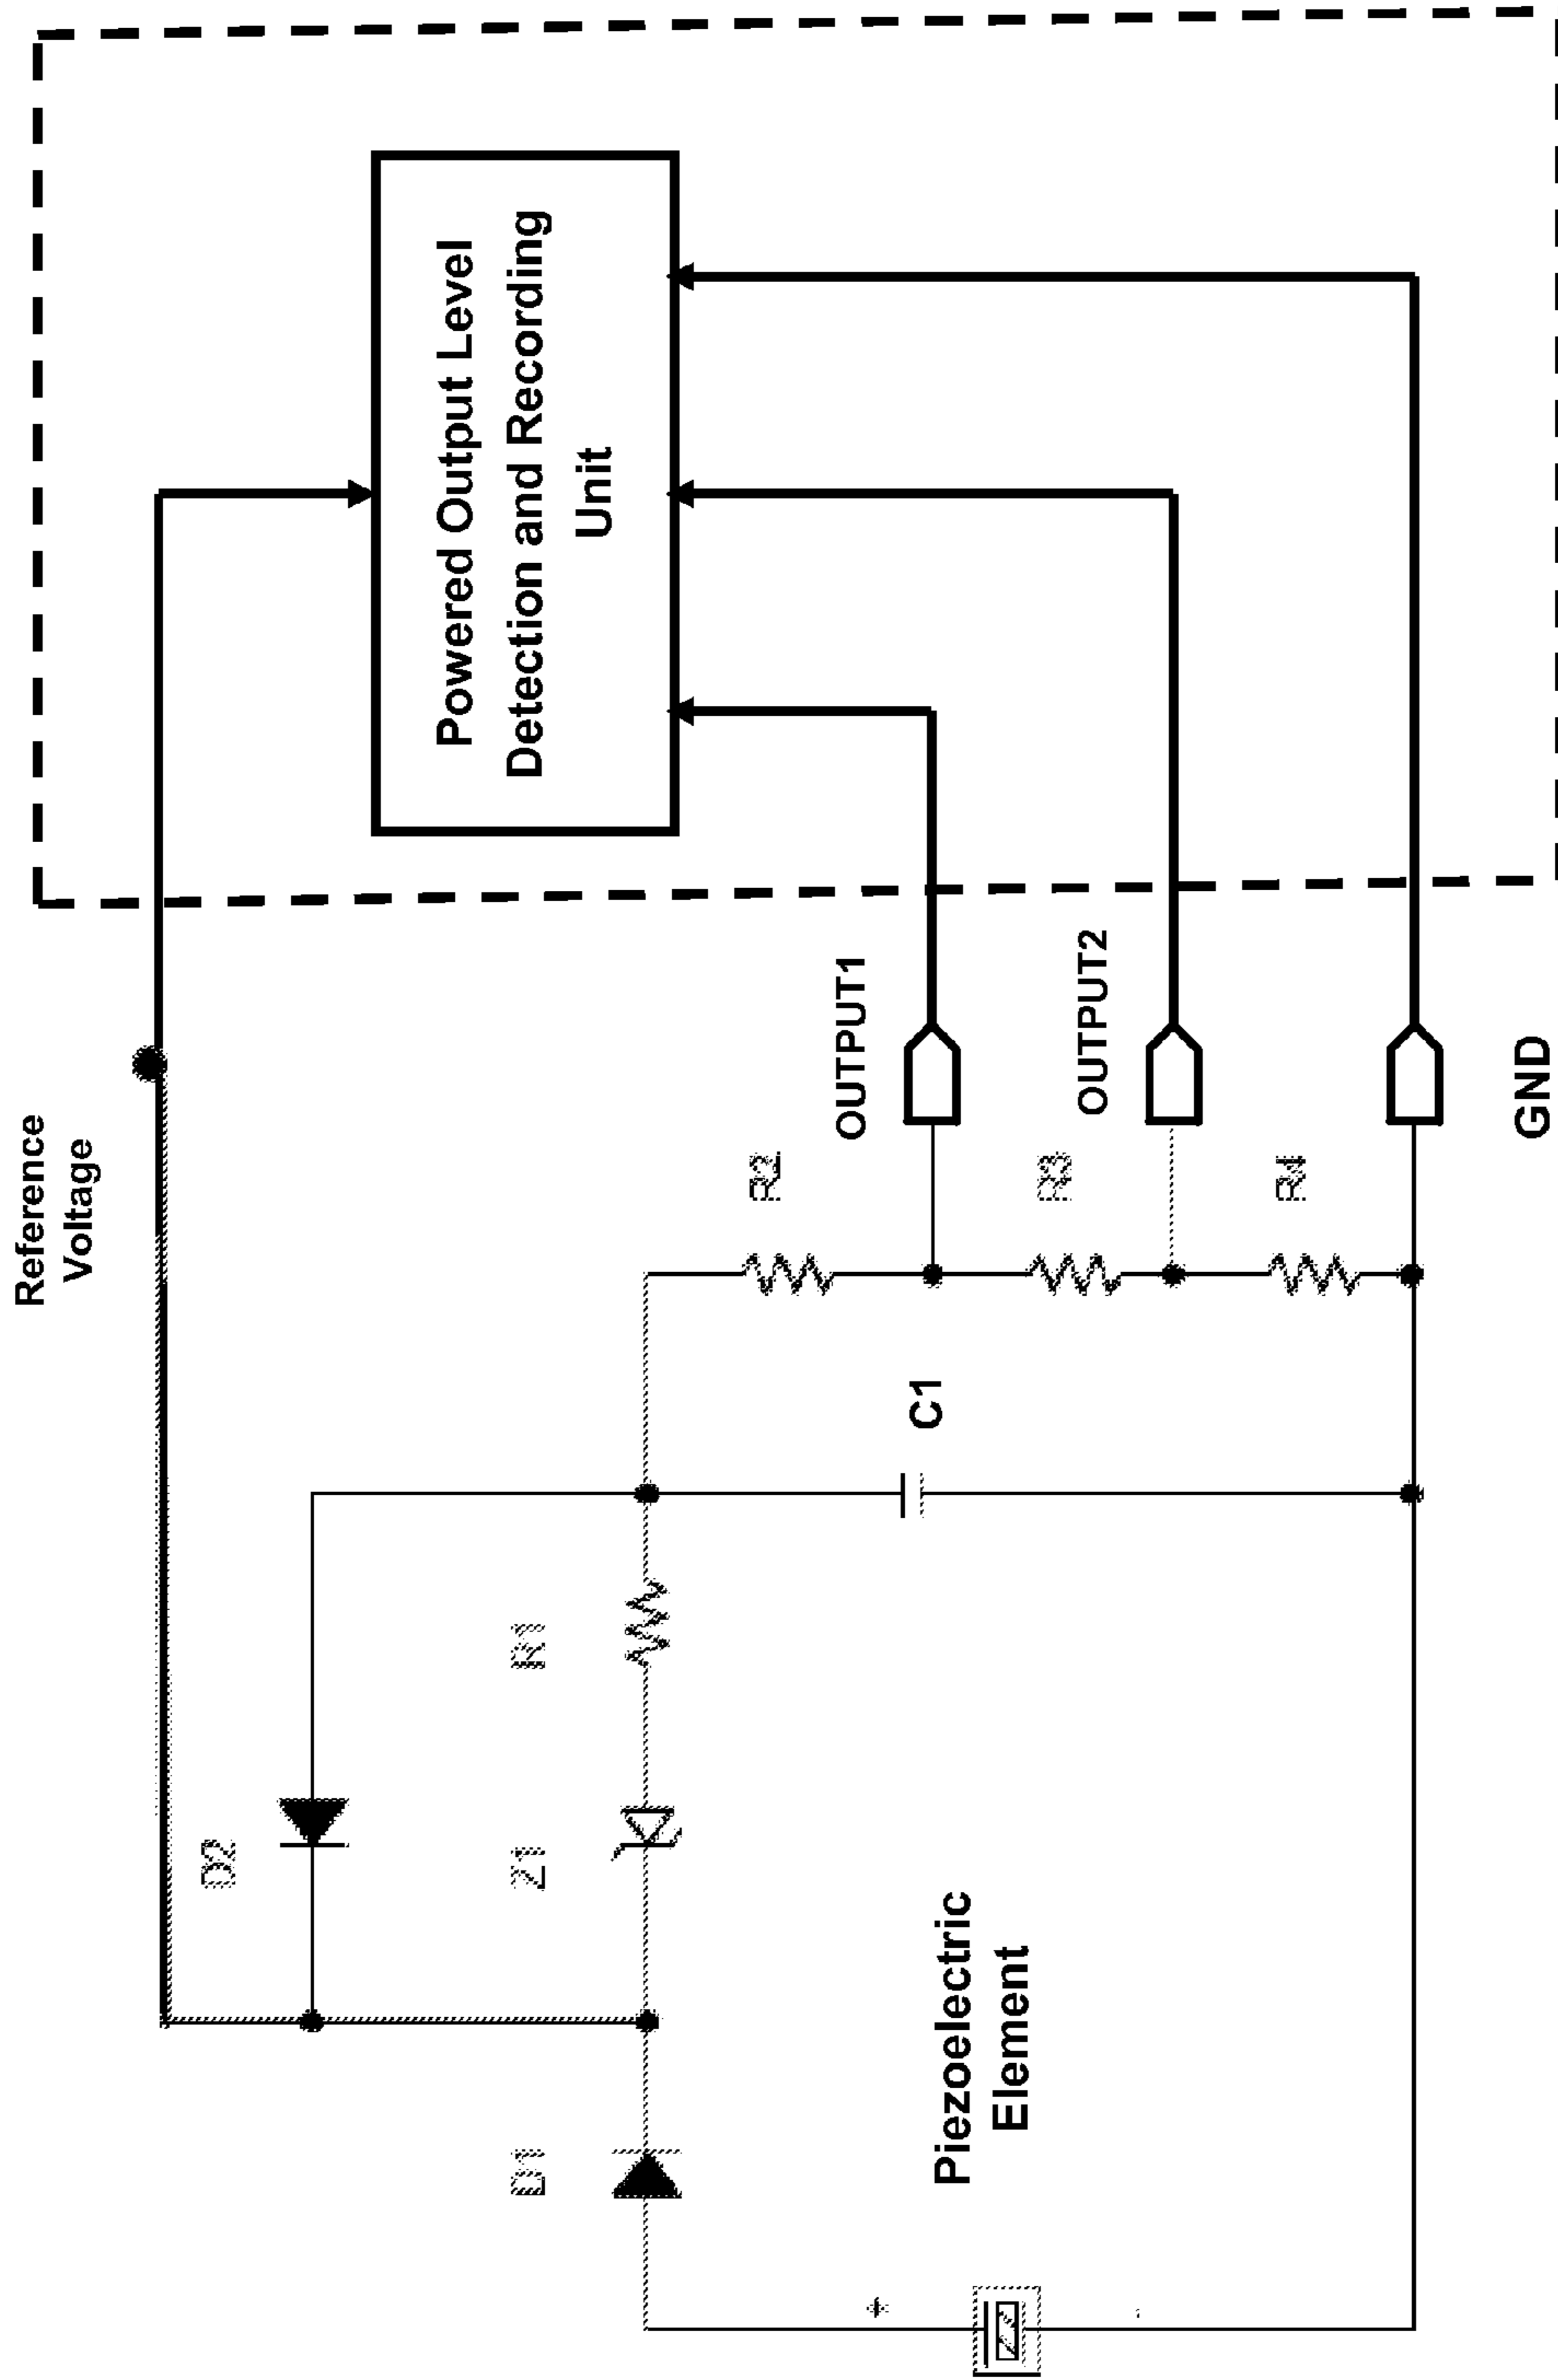 Reference
Voltage
Powered Output Level
Detection and Recording
Unit
D2
D1
Z1
R1
R2
OUTPUT1
C1
R3
OUTPUT2
R4
Piezoelectric
Element
+
-
GND